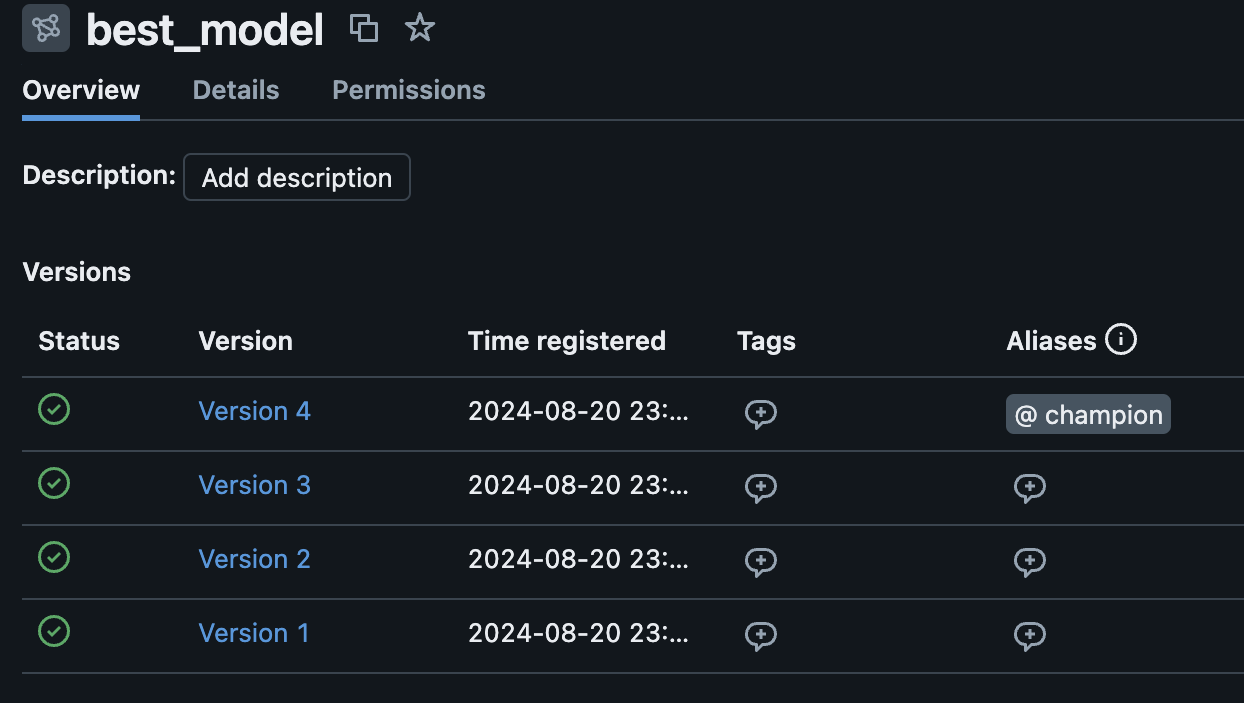 best_model
Overview Details Permissions
Description: Add description
Versions
Status Version Time registered Tags Aliases
Version 4 2024-08-20 23:... @ champion
Version 3 2024-08-20 23:...
Version 2 2024-08-20 23:...
Version 1 2024-08-20 23:...